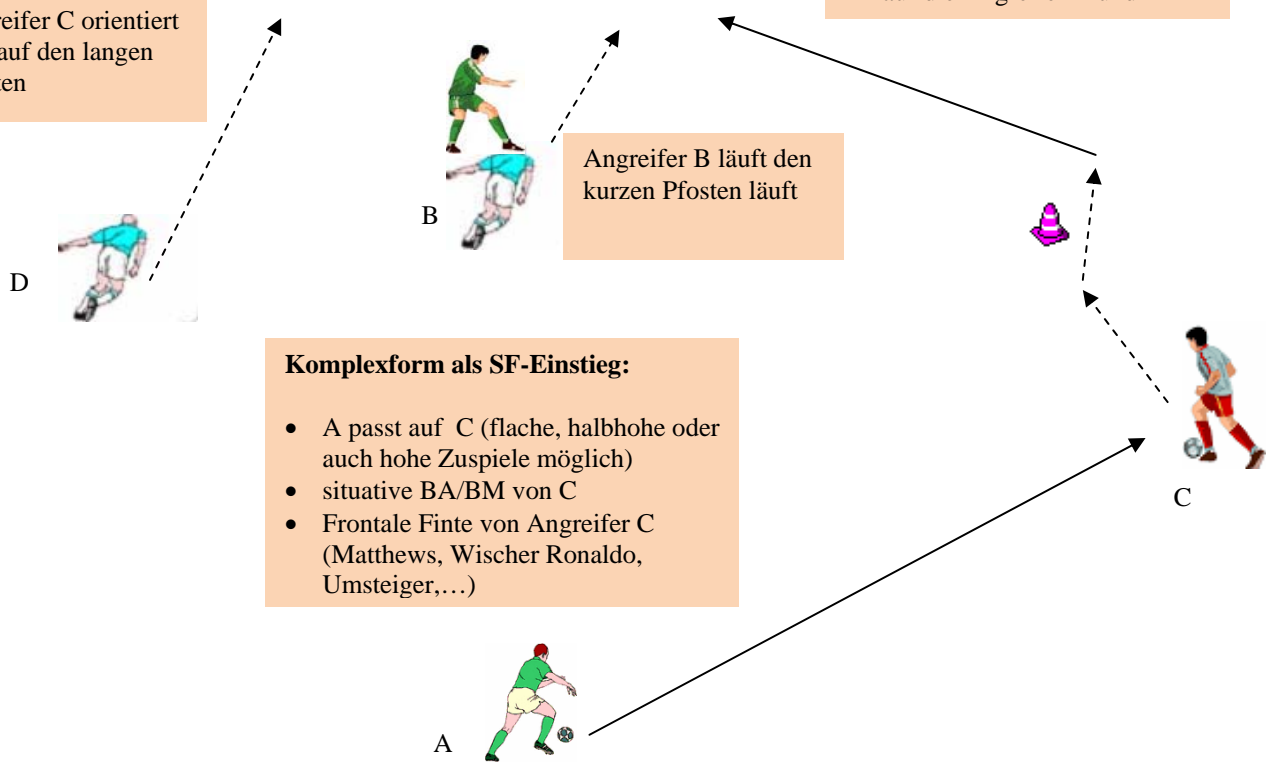 reifer C orientiert
auf den langen
ten
Angreifer B läuft den
kurzen Pfosten läuft
B
D
Komplexform als SF-Einstieg:
• A passt auf C (flache, halbhohe oder
auch hohe Zuspiele möglich)
• situative BA/BM von C
• Frontale Finte von Angreifer C
(Matthews, Wischer Ronaldo,
Umsteiger,…)
C
A